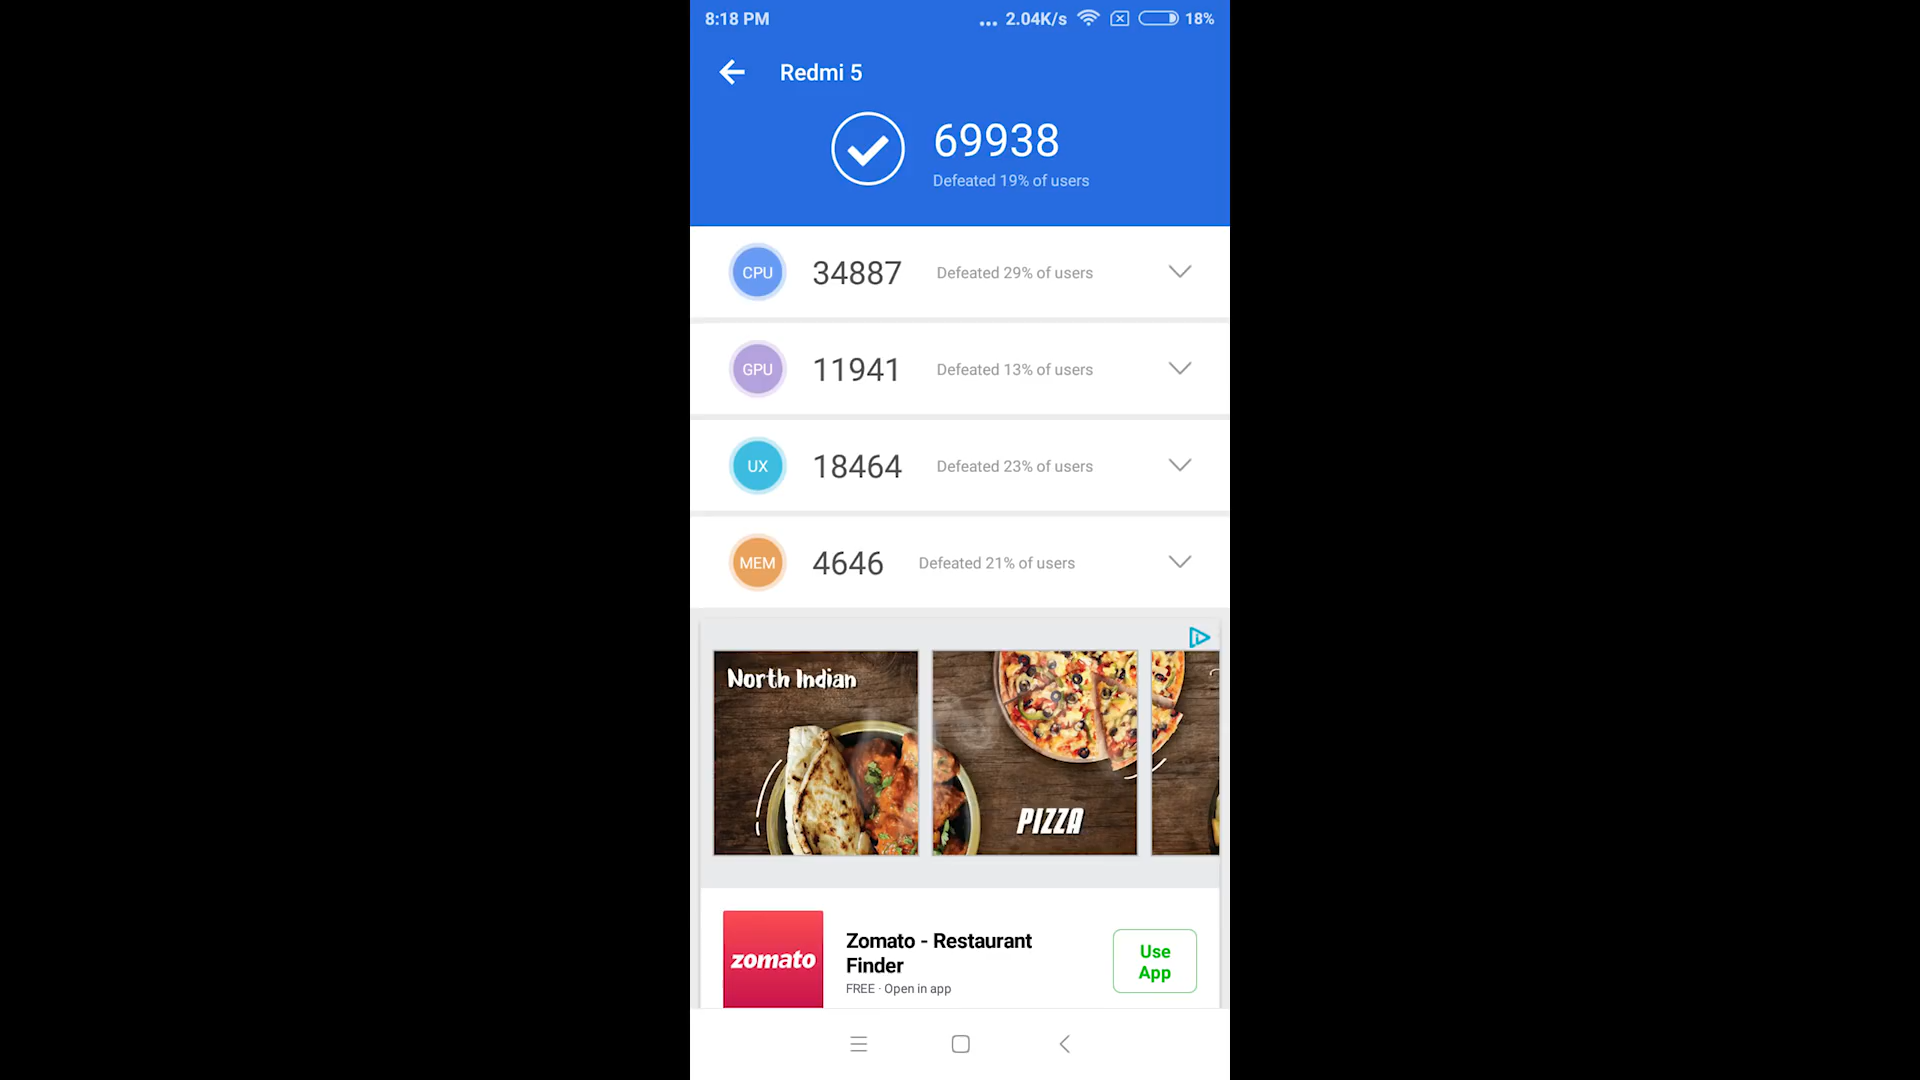 8:18 PM ... 2.04K/s 18%
Redmi 5
69938
Defeated 19% of users
CPU 34887 Defeated 29% of users
GPU 11941 Defeated 13% of users
UX 18464 Defeated 23% of users
MEM 4646 Defeated 21% of users
North Indian
PIZZA
zomato
Zomato - Restaurant
Finder
FREE · Open in app
Use
App